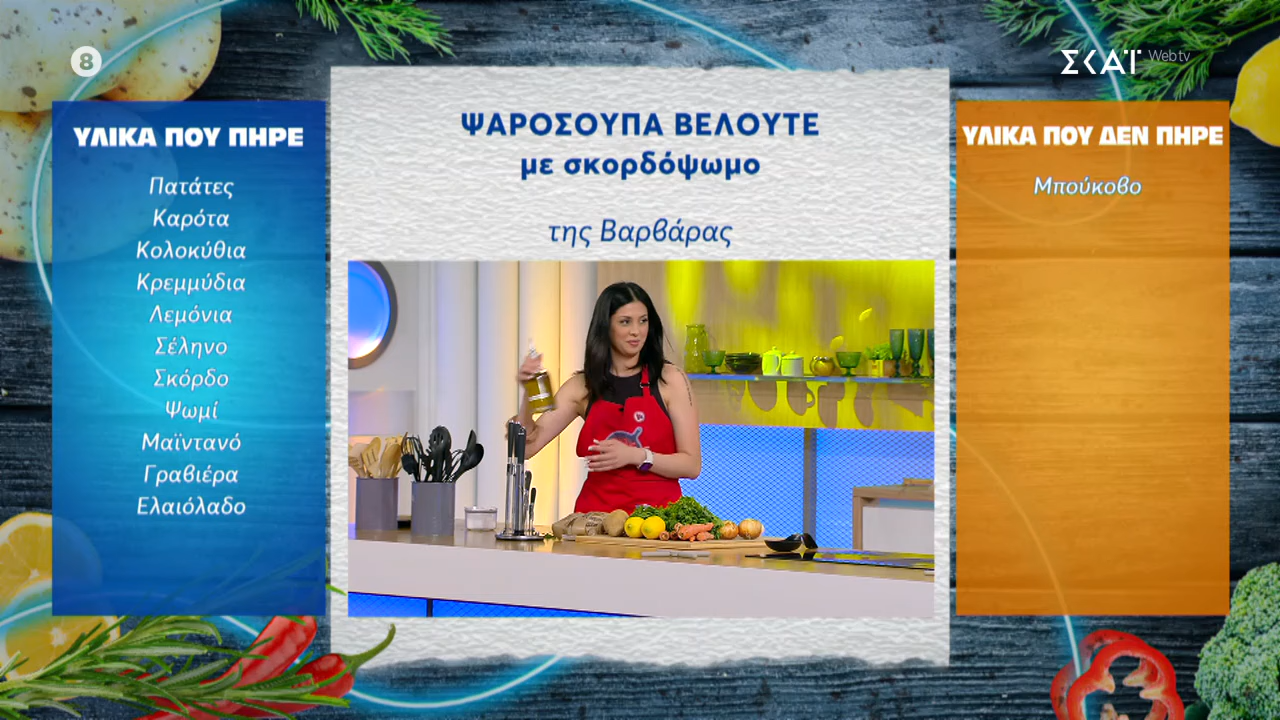 8
ΣΚΑΪ Webtv
ΥΛΙΚΑ ΠΟΥ ΠΗΡΕ
Πατάτες
Καρότα
Κολοκύθια
Κρεμμύδια
Λεμόνια
Σέληνο
Σκόρδο
Ψωμί
Μαϊντανό
Γραβιέρα
Ελαιόλαδο
ΨΑΡΟΣΟΥΠΑ ΒΕΛΟΥΤΕ
με σκορδόψωμο
της Βαρβάρας
ΥΛΙΚΑ ΠΟΥ ΔΕΝ ΠΗΡΕ
Μπούκοβο